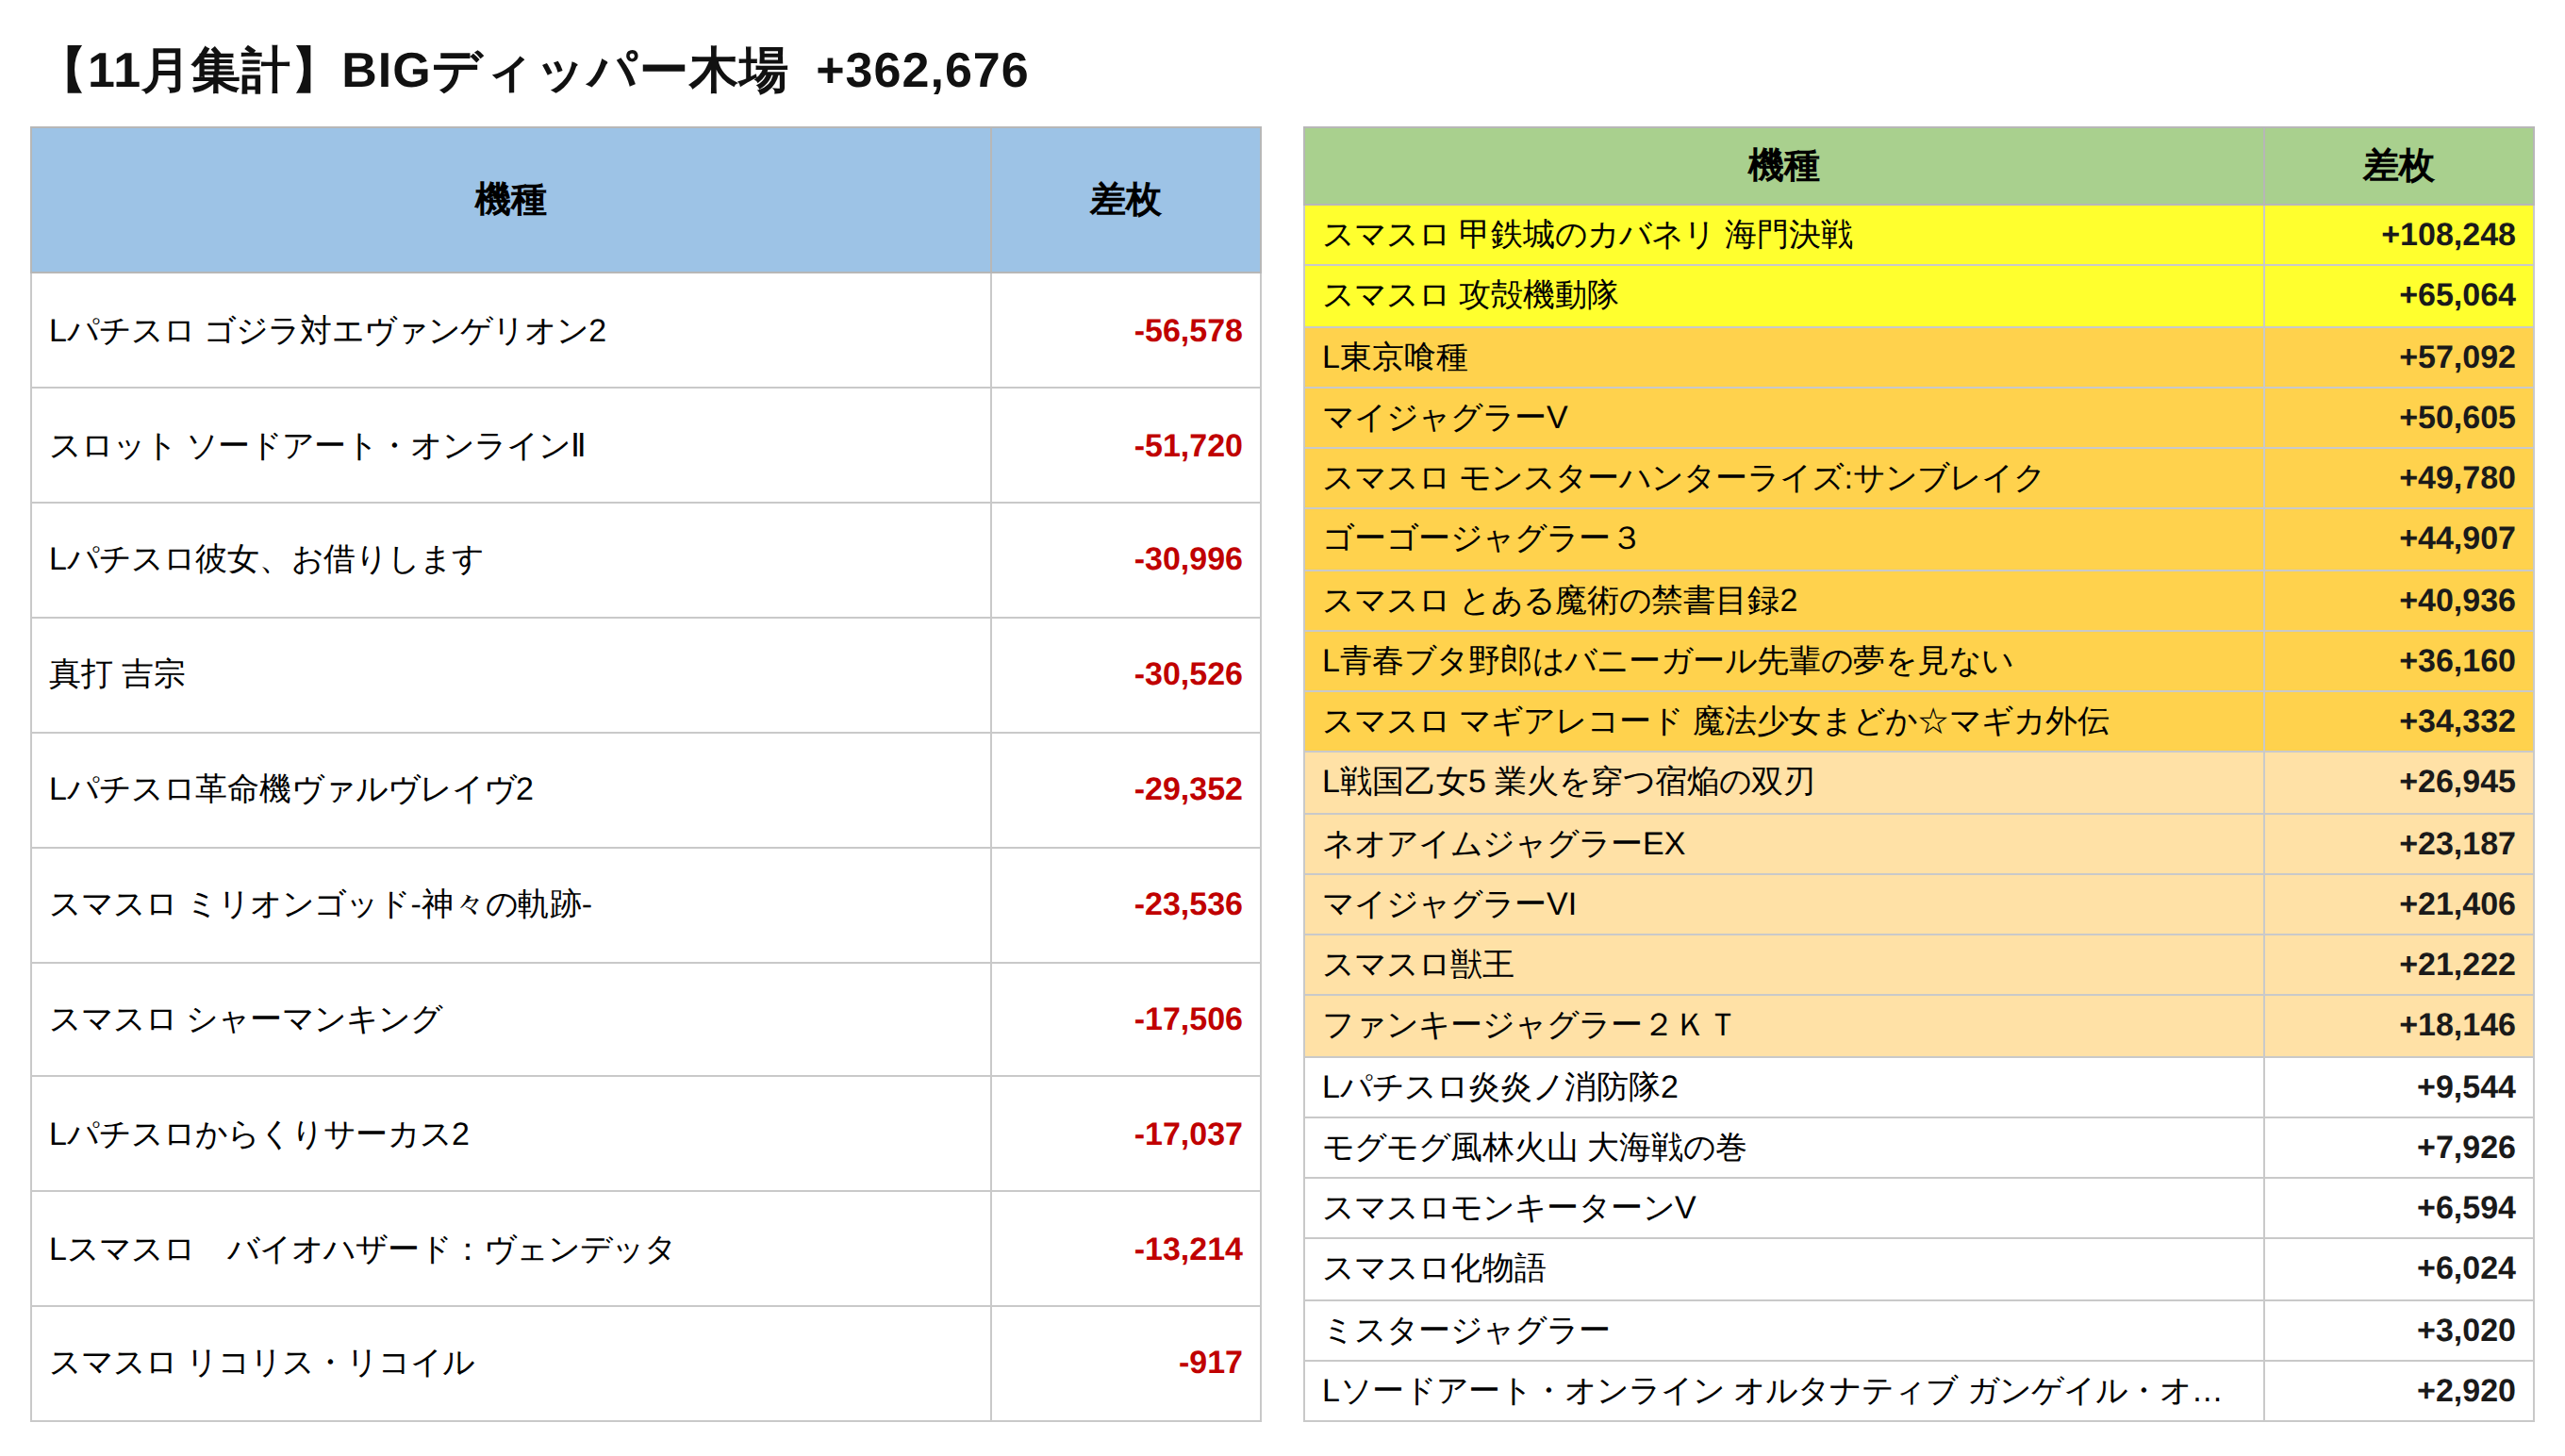 【11月集計】BIGディッパー木場 +362,676
機種 差枚
Lパチスロ ゴジラ対エヴァンゲリオン2 -56,578
スロット ソードアート・オンラインⅡ -51,720
Lパチスロ彼女、お借りします -30,996
真打 吉宗 -30,526
Lパチスロ革命機ヴァルヴレイヴ2 -29,352
スマスロ ミリオンゴッド-神々の軌跡- -23,536
スマスロ シャーマンキング -17,506
Lパチスロからくりサーカス2 -17,037
Lスマスロ　バイオハザード：ヴェンデッタ -13,214
スマスロ リコリス・リコイル -917
機種 差枚
スマスロ 甲鉄城のカバネリ 海門決戦 +108,248
スマスロ 攻殻機動隊 +65,064
L東京喰種 +57,092
マイジャグラーV +50,605
スマスロ モンスターハンターライズ:サンブレイク +49,780
ゴーゴージャグラー３ +44,907
スマスロ とある魔術の禁書目録2 +40,936
L青春ブタ野郎はバニーガール先輩の夢を見ない +36,160
スマスロ マギアレコード 魔法少女まどか☆マギカ外伝 +34,332
L戦国乙女5 業火を穿つ宿焔の双刃 +26,945
ネオアイムジャグラーEX +23,187
マイジャグラーVI +21,406
スマスロ獣王 +21,222
ファンキージャグラー２ＫＴ +18,146
Lパチスロ炎炎ノ消防隊2 +9,544
モグモグ風林火山 大海戦の巻 +7,926
スマスロモンキーターンV +6,594
スマスロ化物語 +6,024
ミスタージャグラー +3,020
Lソードアート・オンライン オルタナティブ ガンゲイル・オ… +2,920